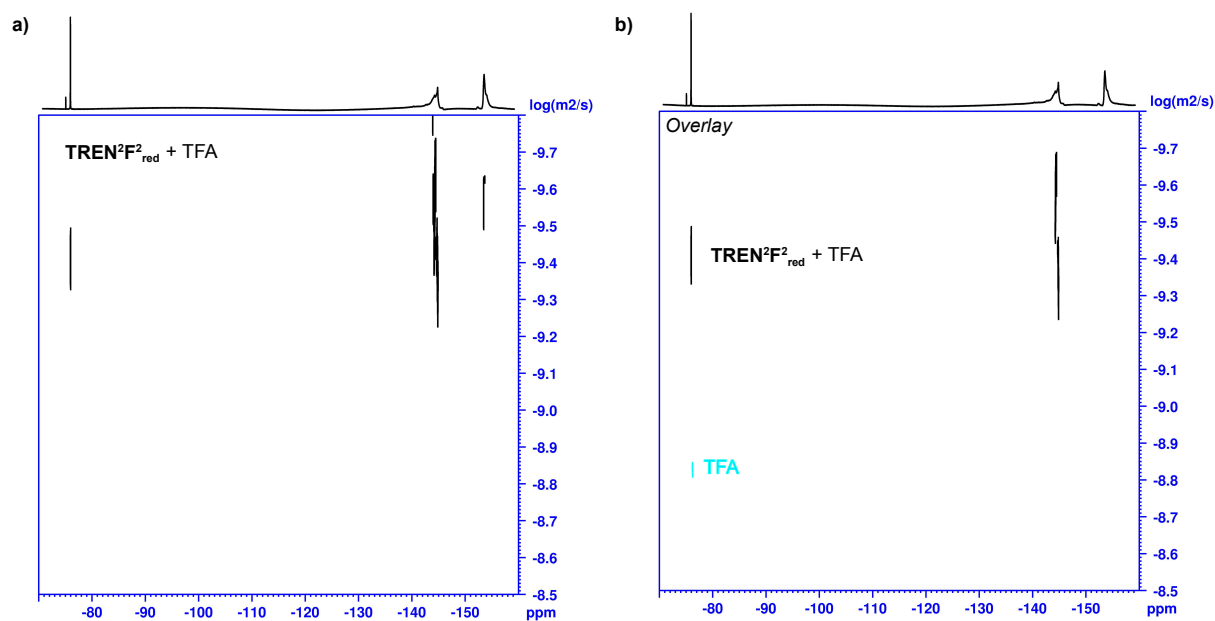 a)
log(m2/s)
TREN²F²red + TFA
-9.7
-9.6
-9.5
-9.4
-9.3
-9.2
-9.1
-9.0
-8.9
-8.8
-8.7
-8.6
-8.5
-80 -90 -100 -110 -120 -130 -140 -150 ppm
b)
log(m2/s)
Overlay
TREN²F²red + TFA
TFA
-9.7
-9.6
-9.5
-9.4
-9.3
-9.2
-9.1
-9.0
-8.9
-8.8
-8.7
-8.6
-8.5
-80 -90 -100 -110 -120 -130 -140 -150 ppm